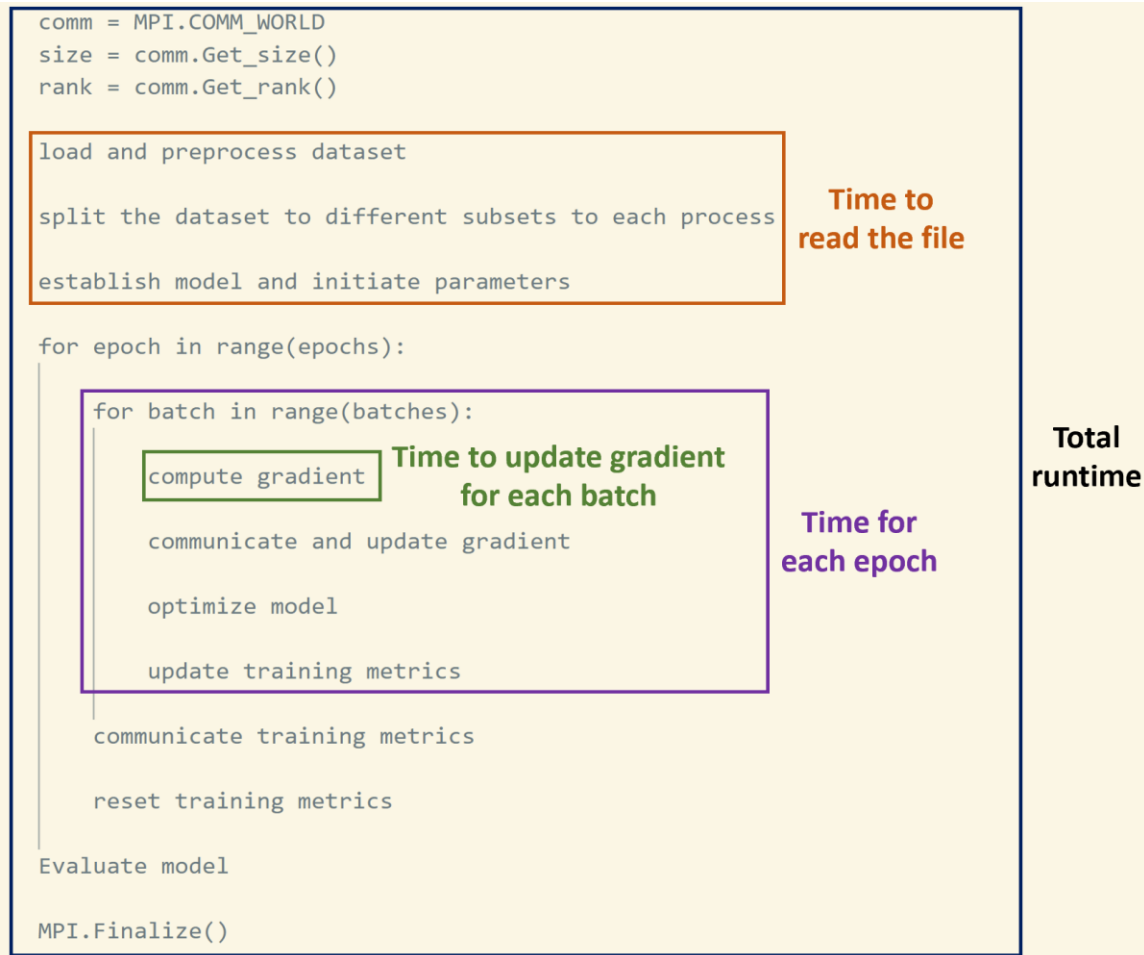 comm = MPI.COMM_WORLD
size = comm.Get_size()
rank = comm.Get_rank()
load and preprocess dataset
split the dataset to different subsets to each process
establish model and initiate parameters
Time to
read the file
for epoch in range(epochs):
for batch in range(batches):
compute gradient
Time to update gradient
for each batch
communicate and update gradient
optimize model
update training metrics
Time for
each epoch
communicate training metrics
reset training metrics
Evaluate model
MPI.Finalize()
Total
runtime